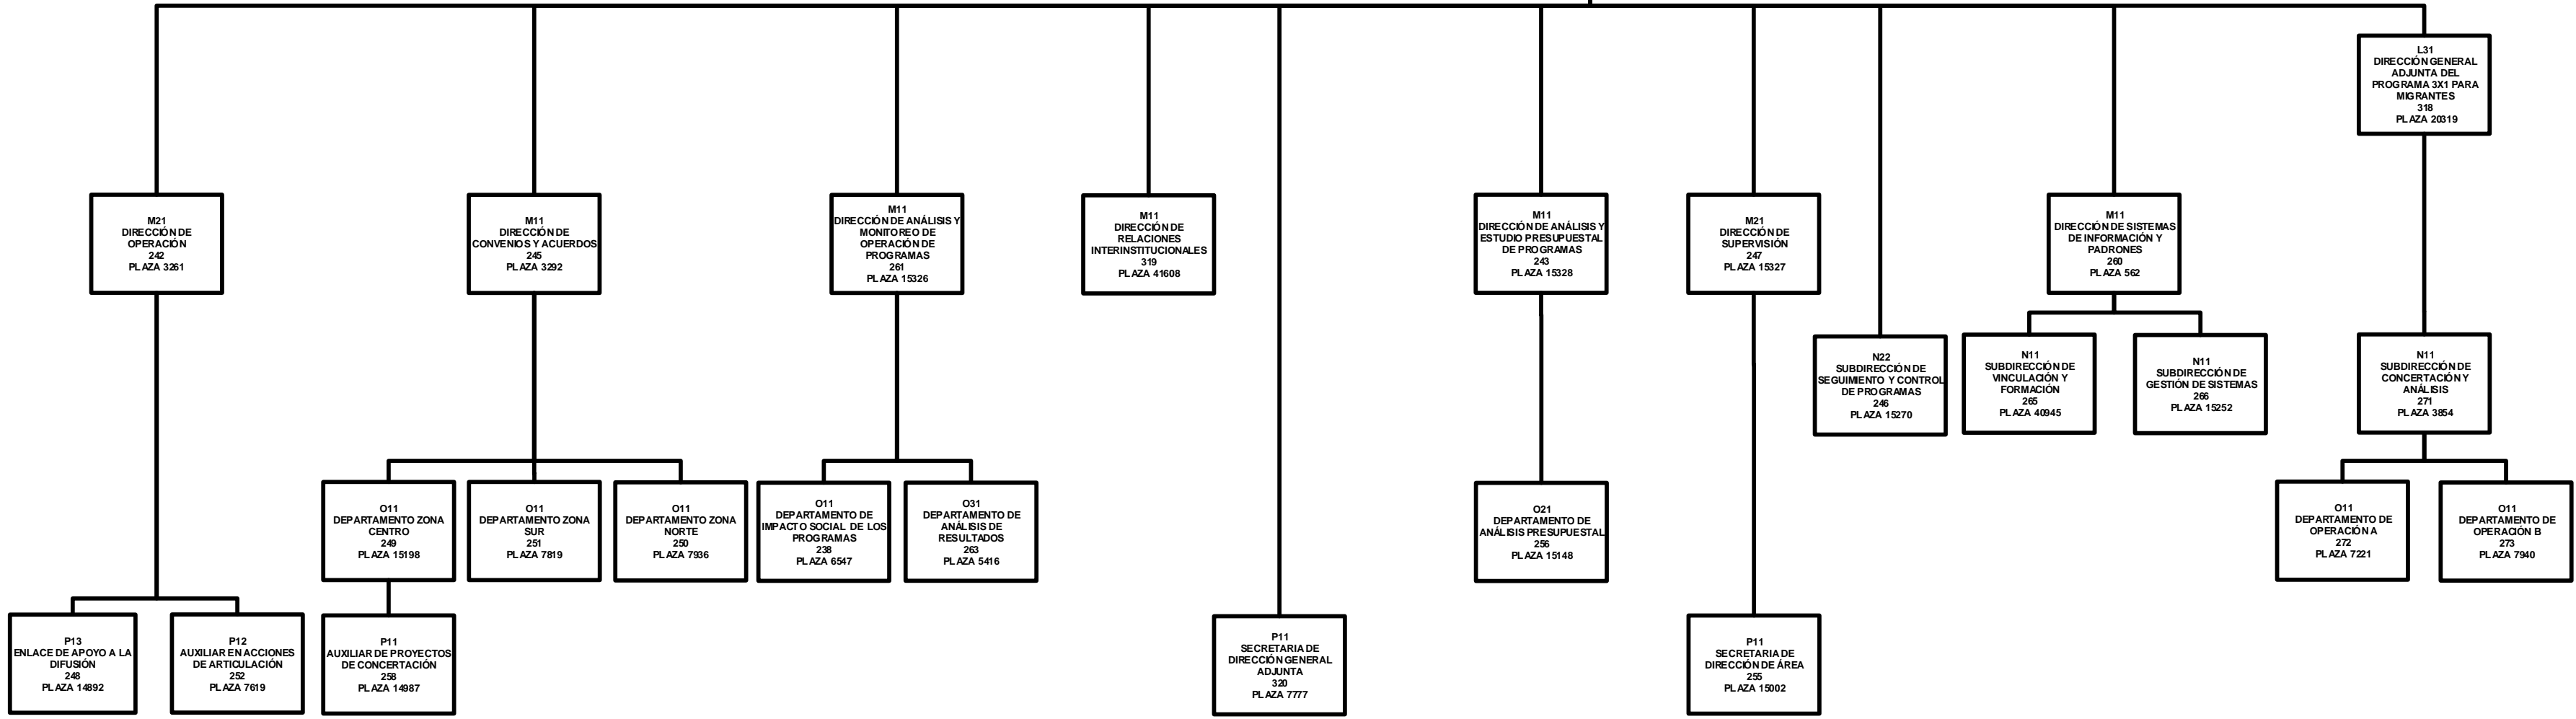 L31
DIRECCIÓN GENERAL
ADJUNTA DEL
PROGRAMA 3X1 PARA
MIGRANTES
318
PLAZA 20319
M21
DIRECCIÓN DE
OPERACIÓN
242
PLAZA 3261
M11
DIRECCIÓN DE
CONVENIOS Y ACUERDOS
245
PLAZA 3292
M11
DIRECCIÓN DE ANÁLISIS Y
MONITOREO DE
OPERACIÓN DE
PROGRAMAS
261
PLAZA 15326
M11
DIRECCIÓN DE
RELACIONES
INTERINSTITUCIONALES
319
PLAZA 41608
M11
DIRECCIÓN DE ANÁLISIS Y
ESTUDIO PRESUPUESTAL
DE PROGRAMAS
243
PLAZA 15328
M21
DIRECCIÓN DE
SUPERVISIÓN
247
PLAZA 15327
M11
DIRECCIÓN DE SISTEMAS
DE INFORMACIÓN Y
PADRONES
260
PLAZA 562
N22
SUBDIRECCIÓN DE
SEGUIMIENTO Y CONTROL
DE PROGRAMAS
246
PLAZA 15270
N11
SUBDIRECCIÓN DE
VINCULACIÓN Y
FORMACIÓN
265
PLAZA 40945
N11
SUBDIRECCIÓN DE
GESTIÓN DE SISTEMAS
266
PLAZA 15252
N11
SUBDIRECCIÓN DE
CONCERTACIÓN Y
ANÁLISIS
271
PLAZA 3854
O11
DEPARTAMENTO ZONA
CENTRO
249
PLAZA 15198
O11
DEPARTAMENTO ZONA
SUR
251
PLAZA 7819
O11
DEPARTAMENTO ZONA
NORTE
250
PLAZA 7936
O11
DEPARTAMENTO DE
IMPACTO SOCIAL DE LOS
PROGRAMAS
238
PLAZA 6547
O31
DEPARTAMENTO DE
ANÁLISIS DE
RESULTADOS
263
PLAZA 5416
O21
DEPARTAMENTO DE
ANÁLISIS PRESUPUESTAL
256
PLAZA 15148
O11
DEPARTAMENTO DE
OPERACIÓN A
272
PLAZA 7221
O11
DEPARTAMENTO DE
OPERACIÓN B
273
PLAZA 7940
P13
ENLACE DE APOYO A LA
DIFUSIÓN
248
PLAZA 14892
P12
AUXILIAR EN ACCIONES
DE ARTICULACIÓN
252
PLAZA 7619
P11
AUXILIAR DE PROYECTOS
DE CONCERTACIÓN
258
PLAZA 14987
P11
SECRETARIA DE
DIRECCIÓN GENERAL
ADJUNTA
320
PLAZA 7777
P11
SECRETARIA DE
DIRECCIÓN DE ÁREA
255
PLAZA 15002